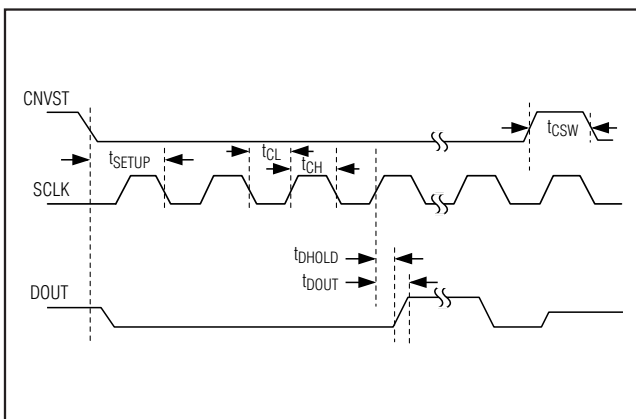 CNVST
tCSW
tSETUP
tCL
tCH
SCLK
tDHOLD
tDOUT
DOUT